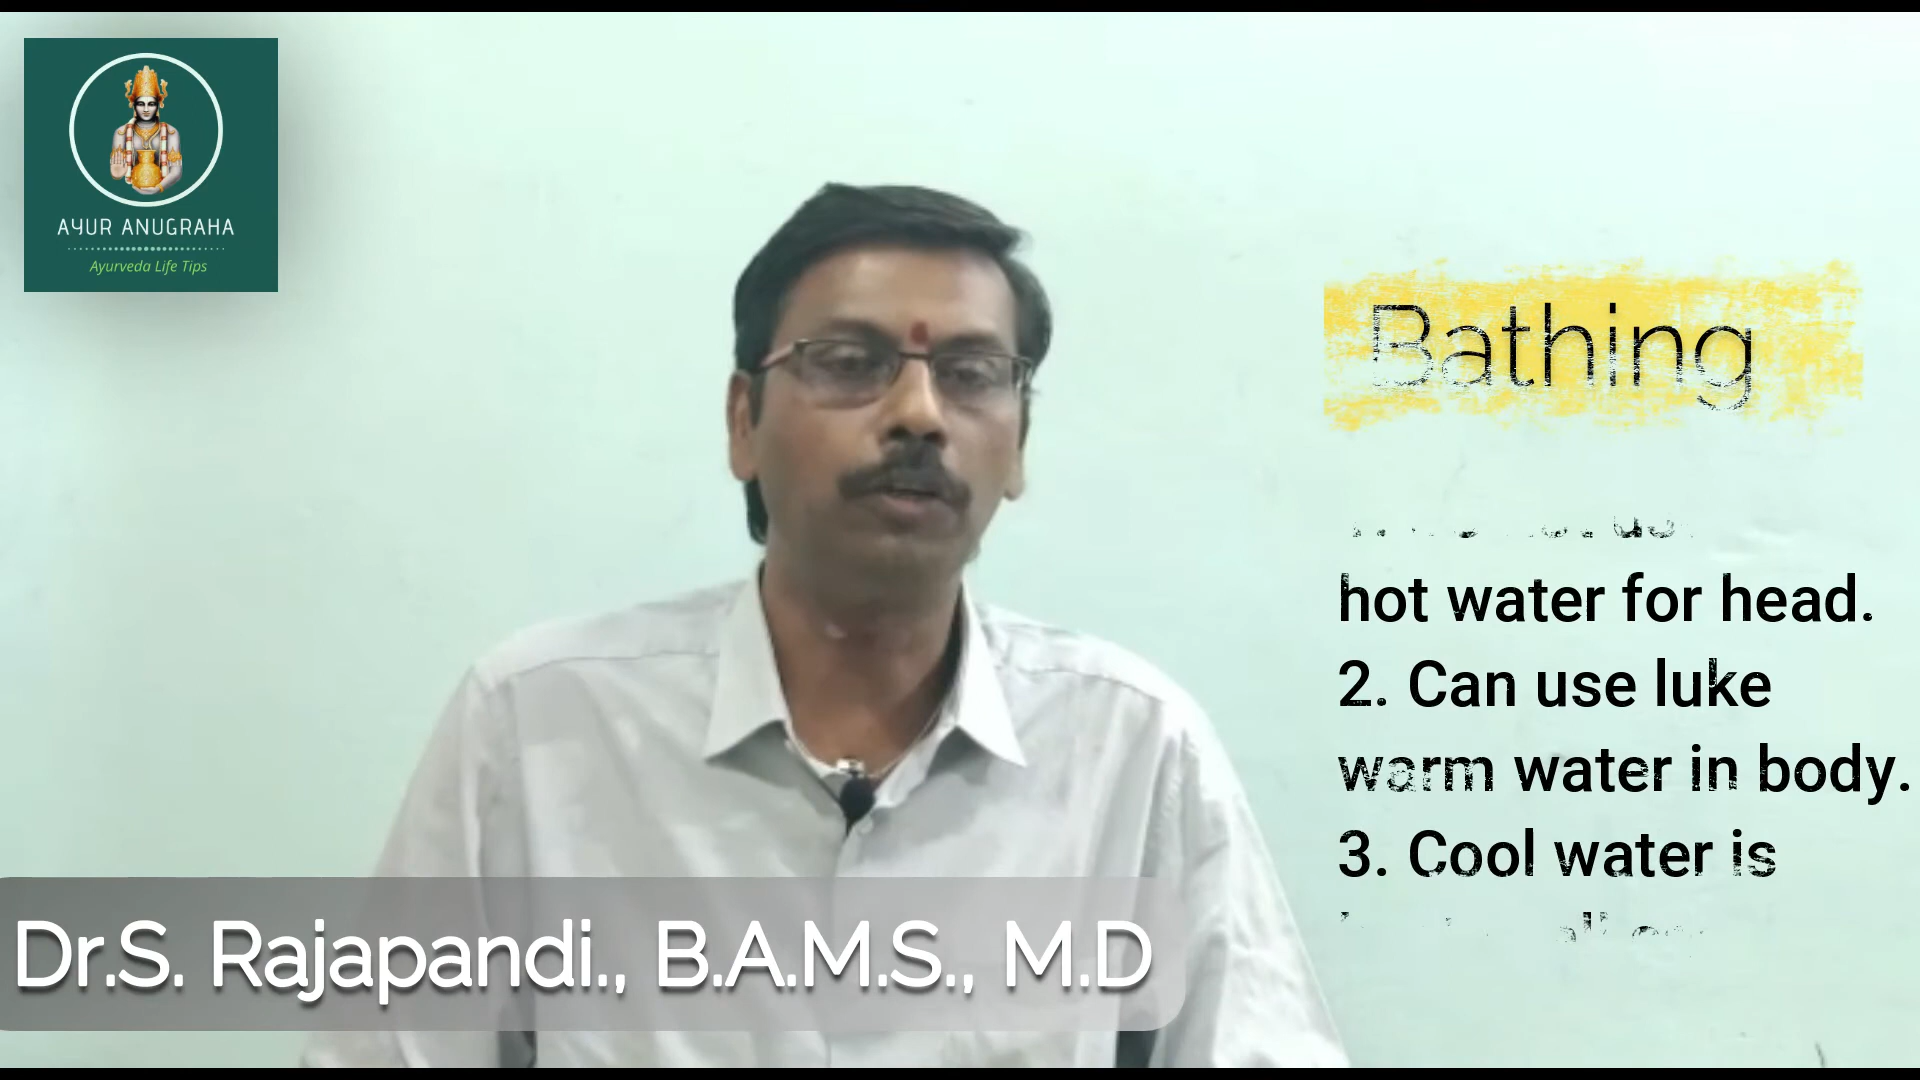 AYUR ANUGRAHA
Ayurveda Life Tips
Bathing
hot water for head.
2. Can use luke
warm water in body.
3. Cool water is
Dr.S. Rajapandi., B.A.M.S., M.D